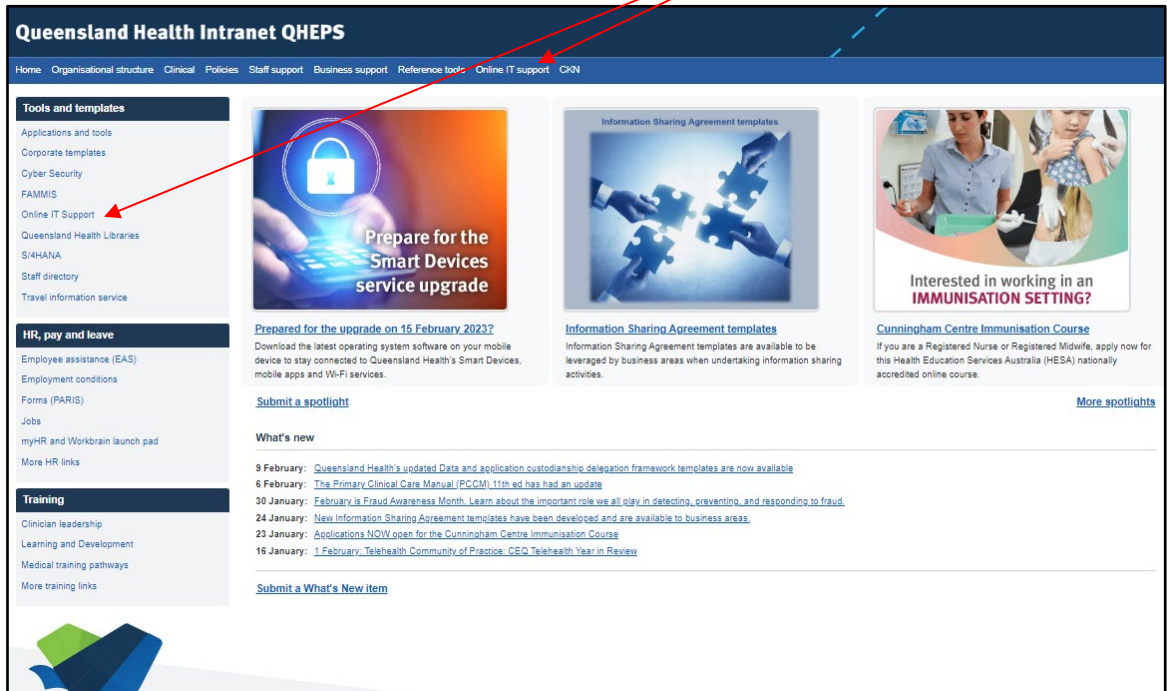 Queensland Health Intranet QHEPS
Home Organisational structure Clinical Policies Staff support Business support Reference tools Online IT support CKN
Tools and templates
Applications and tools
Corporate templates
Cyber Security
FAMMIS
Online IT Support
Queensland Health Libraries
S/4HANA
Staff directory
Travel information service
HR, pay and leave
Employee assistance (EAS)
Employment conditions
Forms (PARIS)
Jobs
myHR and Workbrain launch pad
More HR links
Training
Clinician leadership
Learning and Development
Medical training pathways
More training links
Prepare for the
Smart Devices
service upgrade
Prepared for the upgrade on 15 February 2023?
Download the latest operating system software on your mobile
device to stay connected to Queensland Health's Smart Devices,
mobile apps and Wi-Fi services.
Information Sharing Agreement templates
Information Sharing Agreement templates
Information Sharing Agreement templates are available to be
leveraged by business areas when undertaking information sharing
activities.
Interested in working in an
IMMUNISATION SETTING?
Cunningham Centre Immunisation Course
If you are a Registered Nurse or Registered Midwife, apply now for
this Health Education Services Australia (HESA) nationally
accredited online course.
Submit a spotlight
More spotlights
What's new
9 February: Queensland Health's updated Data and application custodianship delegation framework templates are now available
6 February: The Primary Clinical Care Manual (PCCM) 11th ed has had an update
30 January: February is Fraud Awareness Month. Learn about the important role we all play in detecting, preventing, and responding to fraud.
24 January: New Information Sharing Agreement templates have been developed and are available to business areas.
23 January: Applications NOW open for the Cunningham Centre Immunisation Course
16 January: 1 February: Telehealth Community of Practice: CEQ Telehealth Year in Review
Submit a What's New item